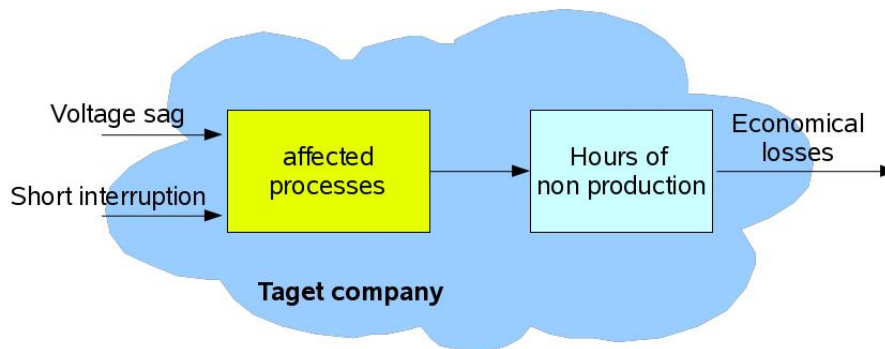 Voltage sag
Short interruption
affected
processes
Hours of
non production
Economical
losses
Taget company